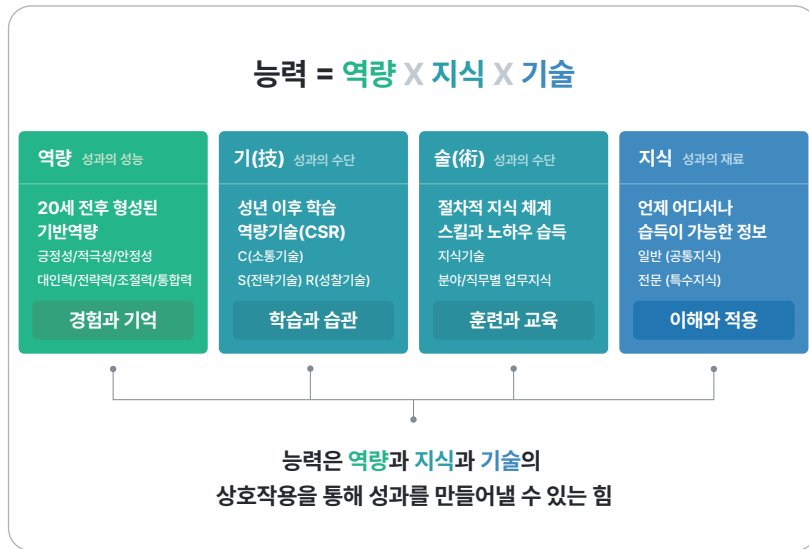 능력 = 역량 X 지식 X 기술
역량 성과의 성능
20세 전후 형성된
기반역량
긍정성/적극성/안정성
대인력/전략력/조절력/통합력
경험과 기억
기(技) 성과의 수단
성년 이후 학습
역량기술(CSR)
C(소통기술)
S(전략기술) R(성찰기술)
학습과 습관
술(術) 성과의 수단
절차적 지식 체계
스킬과 노하우 습득
지식기술
분야/직무별 업무지식
훈련과 교육
지식 성과의 재료
언제 어디서나
습득이 가능한 정보
일반 (공통지식)
전문 (특수지식)
이해와 적용
능력은 역량과 지식과 기술의
상호작용을 통해 성과를 만들어낼 수 있는 힘